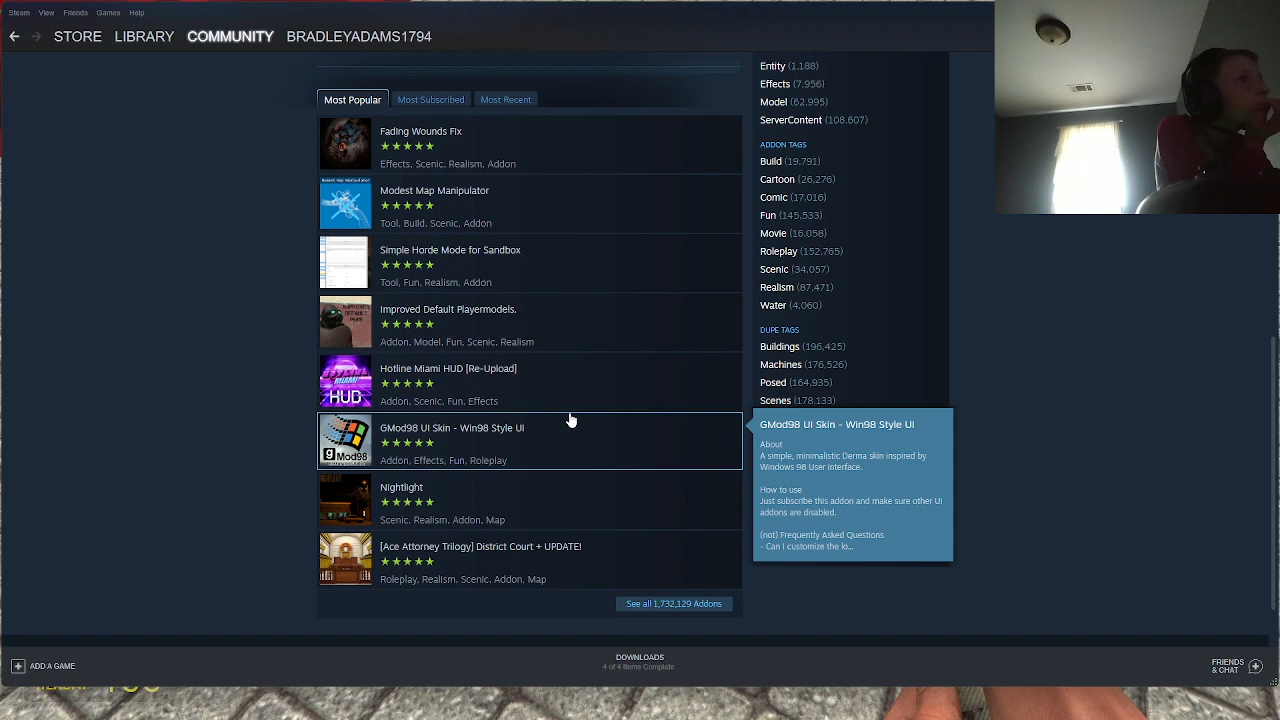 Steam View Friends Games Help
STORE LIBRARY COMMUNITY BRADLEYADAMS1794
Most Popular Most Subscribed Most Recent
Fading Wounds Fix
Effects, Scenic, Realism, Addon
Modest Map Manipulator
Tool, Build, Scenic, Addon
Simple Horde Mode for Sandbox
Tool, Fun, Realism, Addon
Improved Default Playermodels.
Addon, Model, Fun, Scenic, Realism
Hotline Miami HUD [Re-Upload]
HUD
Addon, Scenic, Fun, Effects
GMod98 UI Skin - Win98 Style UI
g Mod98
Addon, Effects, Fun, Roleplay
Nightlight
Scenic, Realism, Addon, Map
[Ace Attorney Trilogy] District Court + UPDATE!
Roleplay, Realism, Scenic, Addon, Map
See all 1,732,129 Addons
Entity (1,188)
Effects (7,956)
Model (62,995)
ServerContent (108,607)
ADDON TAGS
Build (19,791)
Cartoon (26,276)
Comic (17,016)
Fun (145,533)
Movie (16,058)
Roleplay (152,765)
Scenic (34,057)
Realism (87,471)
Water (4,060)
DUPE TAGS
Buildings (196,425)
Machines (176,526)
Posed (164,935)
Scenes (178,133)
GMod98 UI Skin - Win98 Style UI
About
A simple, minimalistic Derma skin inspired by
Windows 98 User interface.
How to use
Just subscribe this addon and make sure other UI
addons are disabled.
(not) Frequently Asked Questions
- Can I customize the lo...
ADD A GAME
DOWNLOADS
4 of 4 Items Complete
FRIENDS
& CHAT